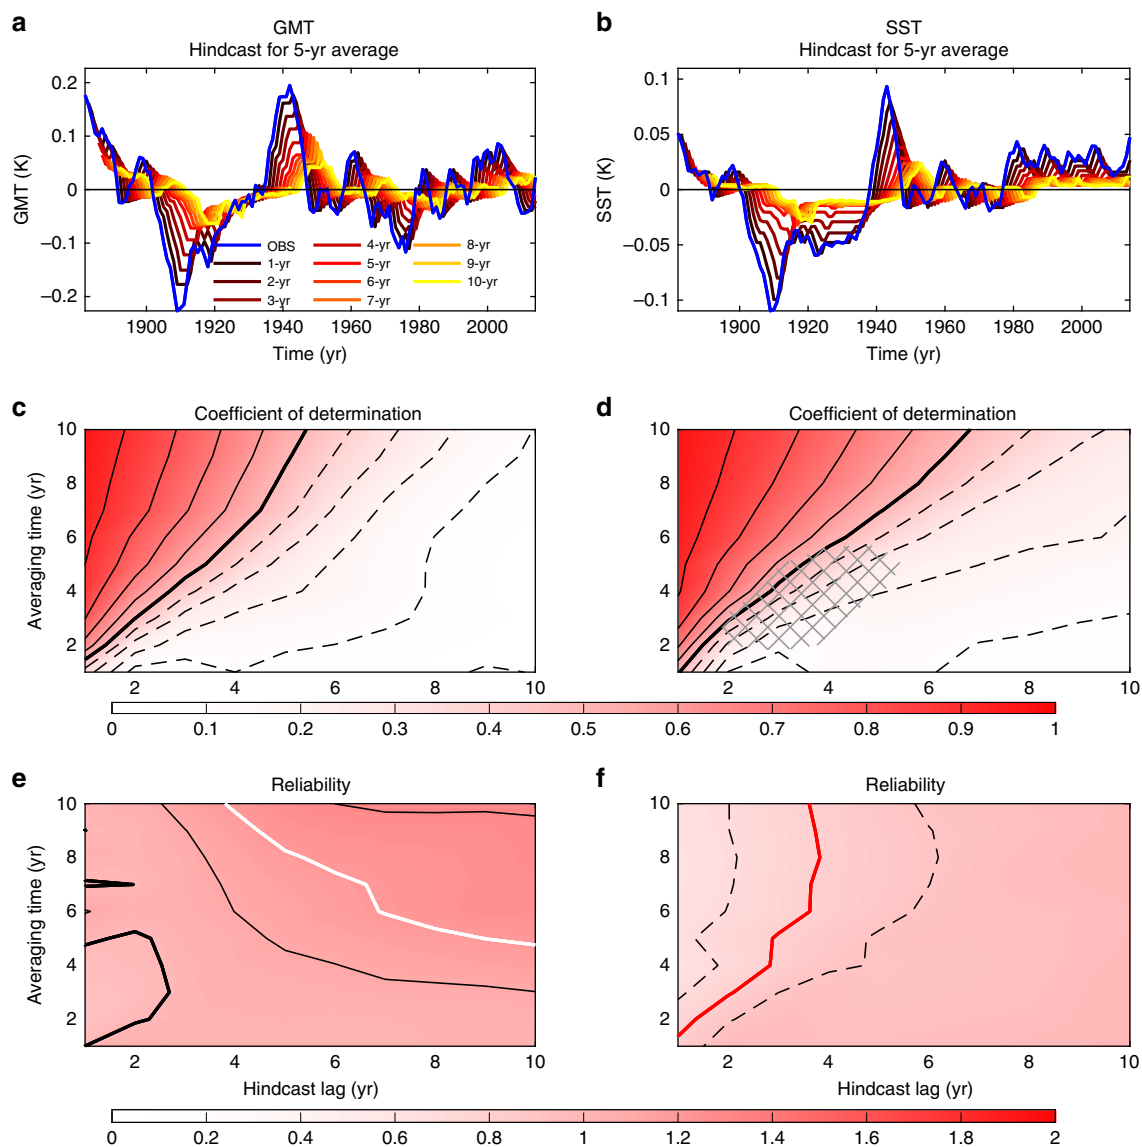 a
GMT
Hindcast for 5-yr average
GMT (K)
0.2
0.1
0
−0.1
−0.2
OBS
1-yr
2-yr
3-yr
4-yr
5-yr
6-yr
7-yr
8-yr
9-yr
10-yr
1900 1920 1940 1960 1980 2000
Time (yr)
b
SST
Hindcast for 5-yr average
SST (K)
0.1
0.05
0
−0.05
−0.1
1900 1920 1940 1960 1980 2000
Time (yr)
c
Coefficient of determination
Averaging time (yr)
10
8
6
4
2
2 4 6 8 10
d
Coefficient of determination
10
8
6
4
2
2 4 6 8 10
0 0.1 0.2 0.3 0.4 0.5 0.6 0.7 0.8 0.9 1
e
Reliability
Averaging time (yr)
10
8
6
4
2
2 4 6 8 10
Hindcast lag (yr)
f
Reliability
10
8
6
4
2
2 4 6 8 10
Hindcast lag (yr)
0 0.2 0.4 0.6 0.8 1 1.2 1.4 1.6 1.8 2